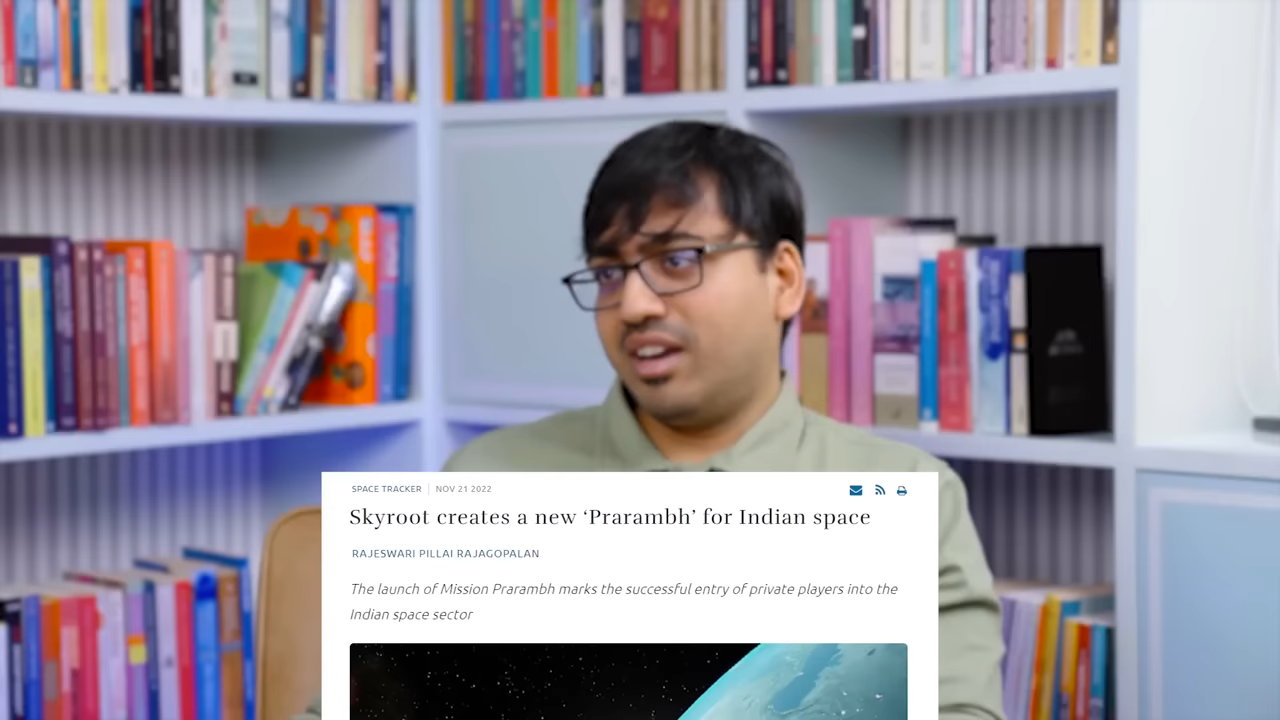 SPACE TRACKER | NOV 21 2022
Skyroot creates a new ‘Prarambh’ for Indian space
RAJESWARI PILLAI RAJAGOPALAN
The launch of Mission Prarambh marks the successful entry of private players into the
Indian space sector